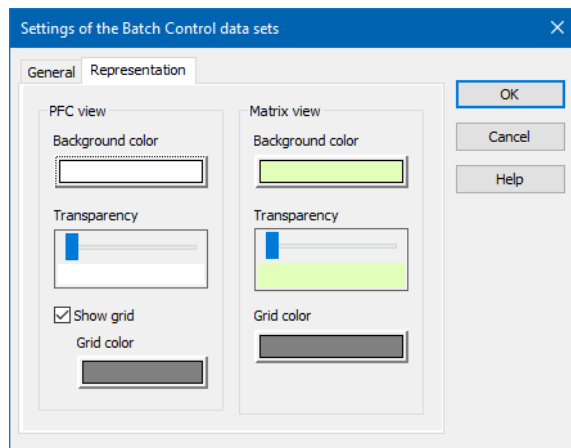 Settings of the Batch Control data sets
General
Representation
PFC view
Background color
Transparency
Show grid
Grid color
Matrix view
Background color
Transparency
Grid color
OK
Cancel
Help